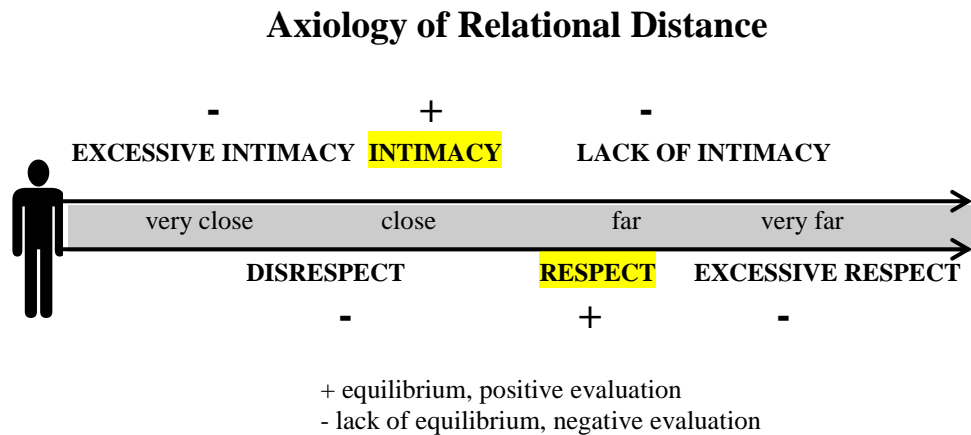 Axiology of Relational Distance
- + -
EXCESSIVE INTIMACY INTIMACY LACK OF INTIMACY
very close close far very far
DISRESPECT RESPECT EXCESSIVE RESPECT
- + -
+ equilibrium, positive evaluation
- lack of equilibrium, negative evaluation